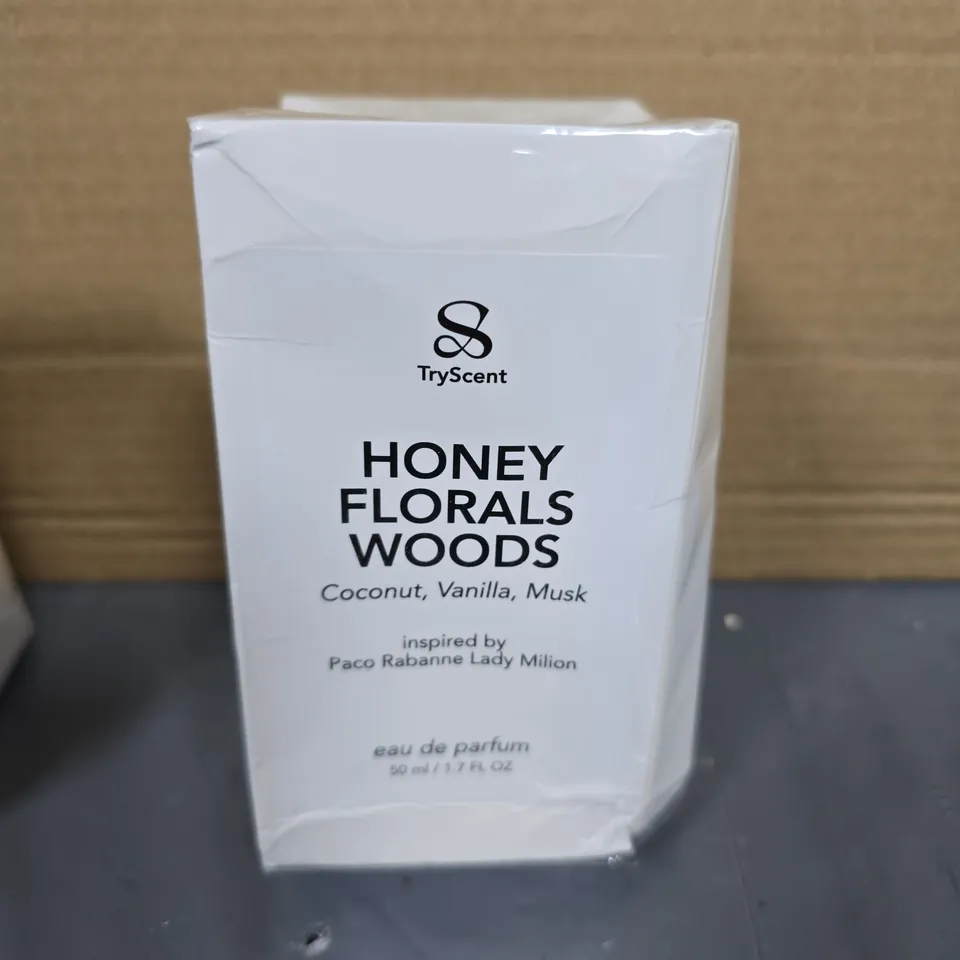 TryScent
HONEY
FLORALS
WOODS
Coconut, Vanilla, Musk
inspired by
Paco Rabanne Lady Milion
eau de parfum
50 ml / 1.7 FL OZ